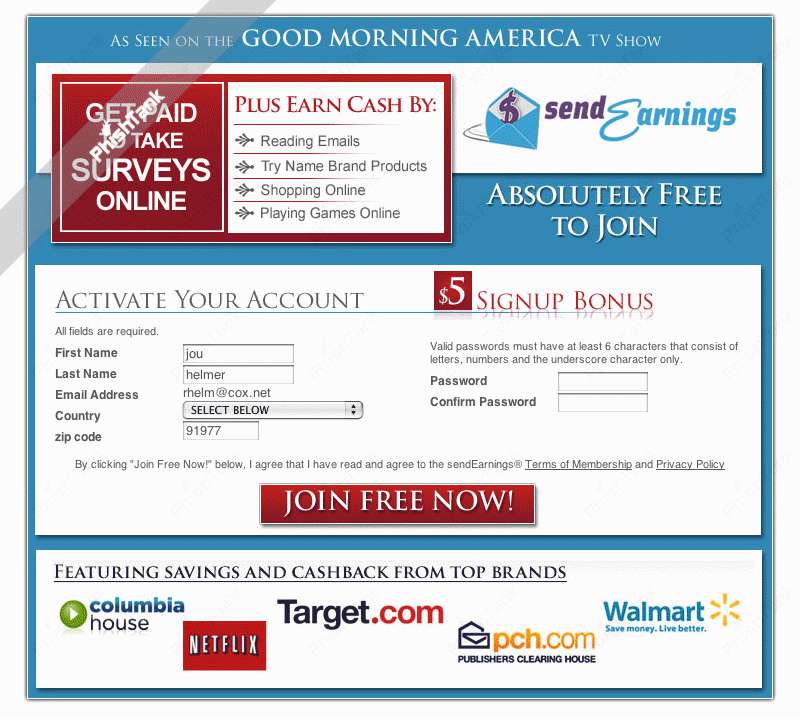 As Seen on the GOOD MORNING AMERICA TV Show
GET PAID
TO TAKE
SURVEYS
ONLINE
PhishTank
Plus Earn Cash By:
Reading Emails
Try Name Brand Products
Shopping Online
Playing Games Online
sendEarnings
Absolutely Free
to Join
Activate Your Account
$5 Signup Bonus
All fields are required.
First Name jou
Last Name helmer
Email Address rhelm@cox.net
Country SELECT BELOW
zip code 91977
Valid passwords must have at least 6 characters that consist of
letters, numbers and the underscore character only.
Password
Confirm Password
By clicking "Join Free Now!" below, I agree that I have read and agree to the sendEarnings® Terms of Membership and Privacy Policy
JOIN FREE NOW!
Featuring savings and cashback from top brands
columbia
house
NETFLIX
Target.com
pch.com
PUBLISHERS CLEARING HOUSE
Walmart
Save money. Live better.